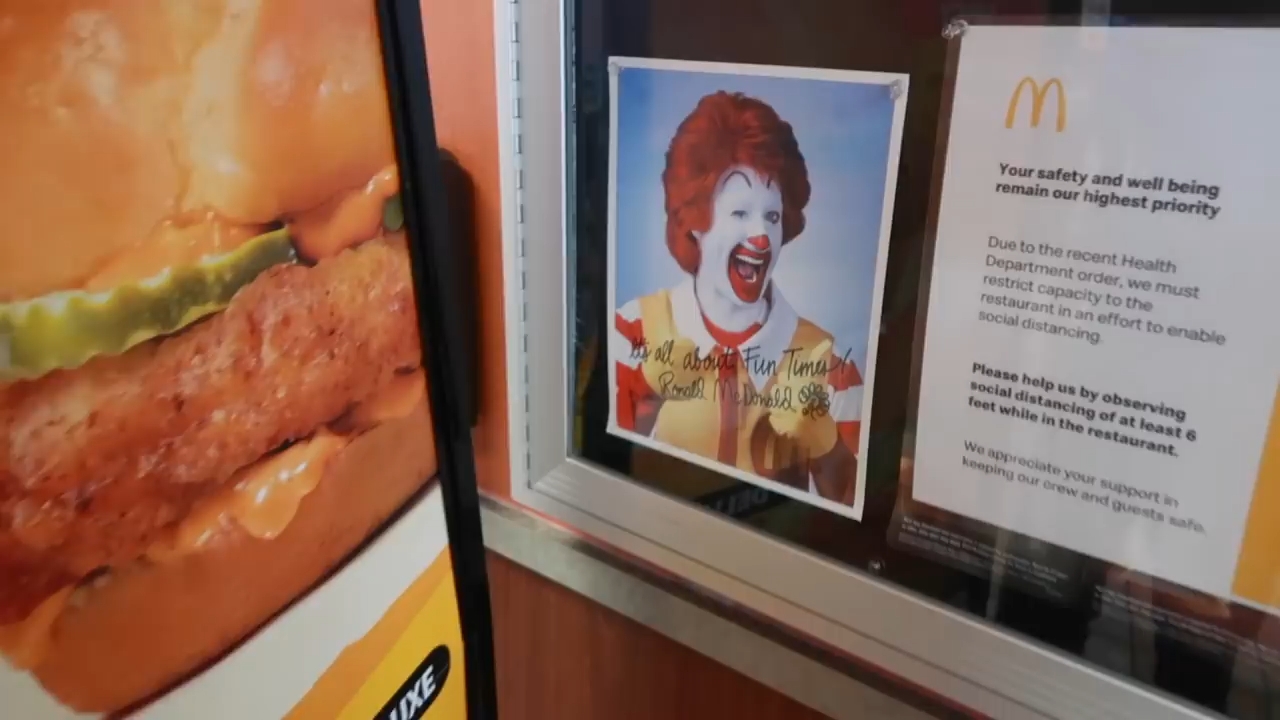 UXE
It's all about Fun Times!
Ronald McDonald
M
Your safety and well being
remain our highest priority
Due to the recent Health
Department order, we must
restrict capacity to the
restaurant in an effort to enable
social distancing.
Please help us by observing
social distancing of at least 6
feet while in the restaurant.
We appreciate your support in
keeping our crew and guests safe.